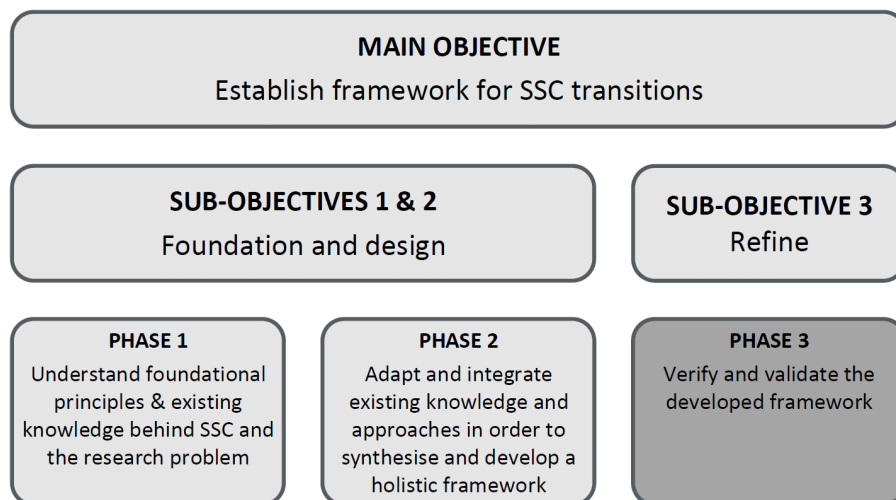 MAIN OBJECTIVE
Establish framework for SSC transitions
SUB-OBJECTIVES 1 & 2
Foundation and design
SUB-OBJECTIVE 3
Refine
PHASE 1
Understand foundational
principles & existing
knowledge behind SSC and
the research problem
PHASE 2
Adapt and integrate
existing knowledge and
approaches in order to
synthesise and develop a
holistic framework
PHASE 3
Verify and validate the
developed framework